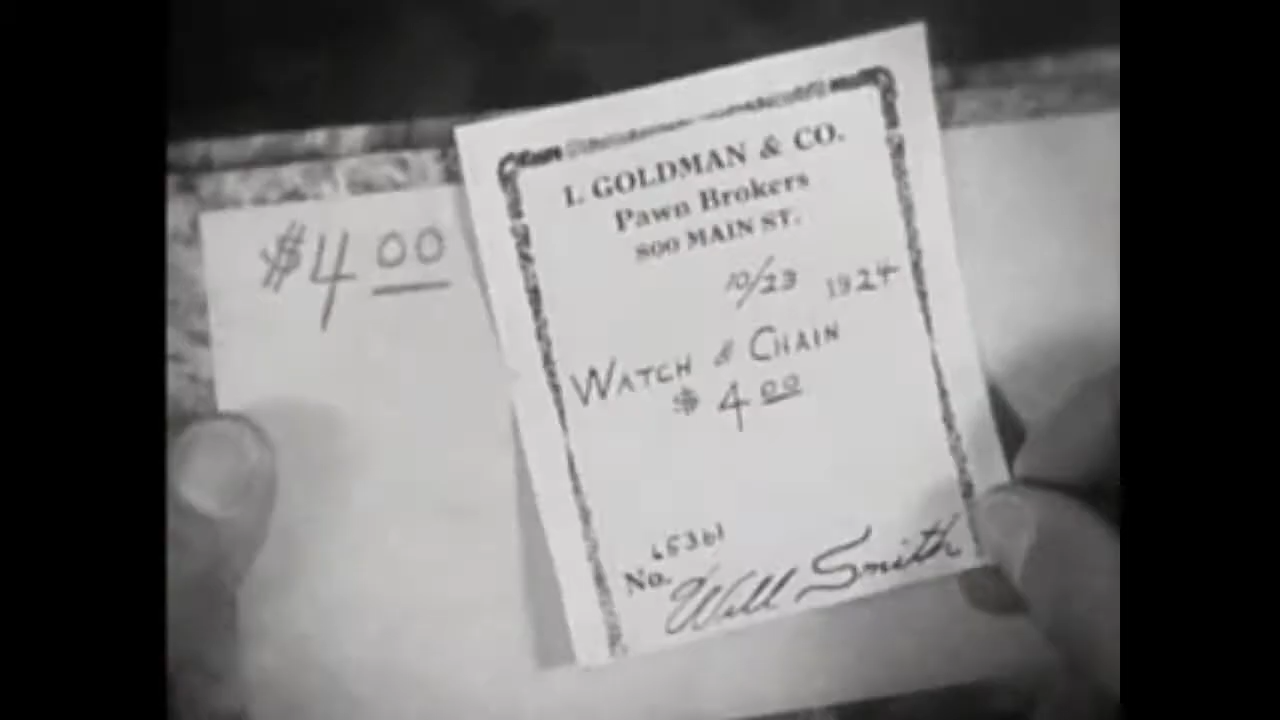 $4 00
I. GOLDMAN & CO.
Pawn Brokers
800 MAIN ST.
10/23 1924
WATCH & CHAIN
$ 4 00
65361
No.
Will Smith